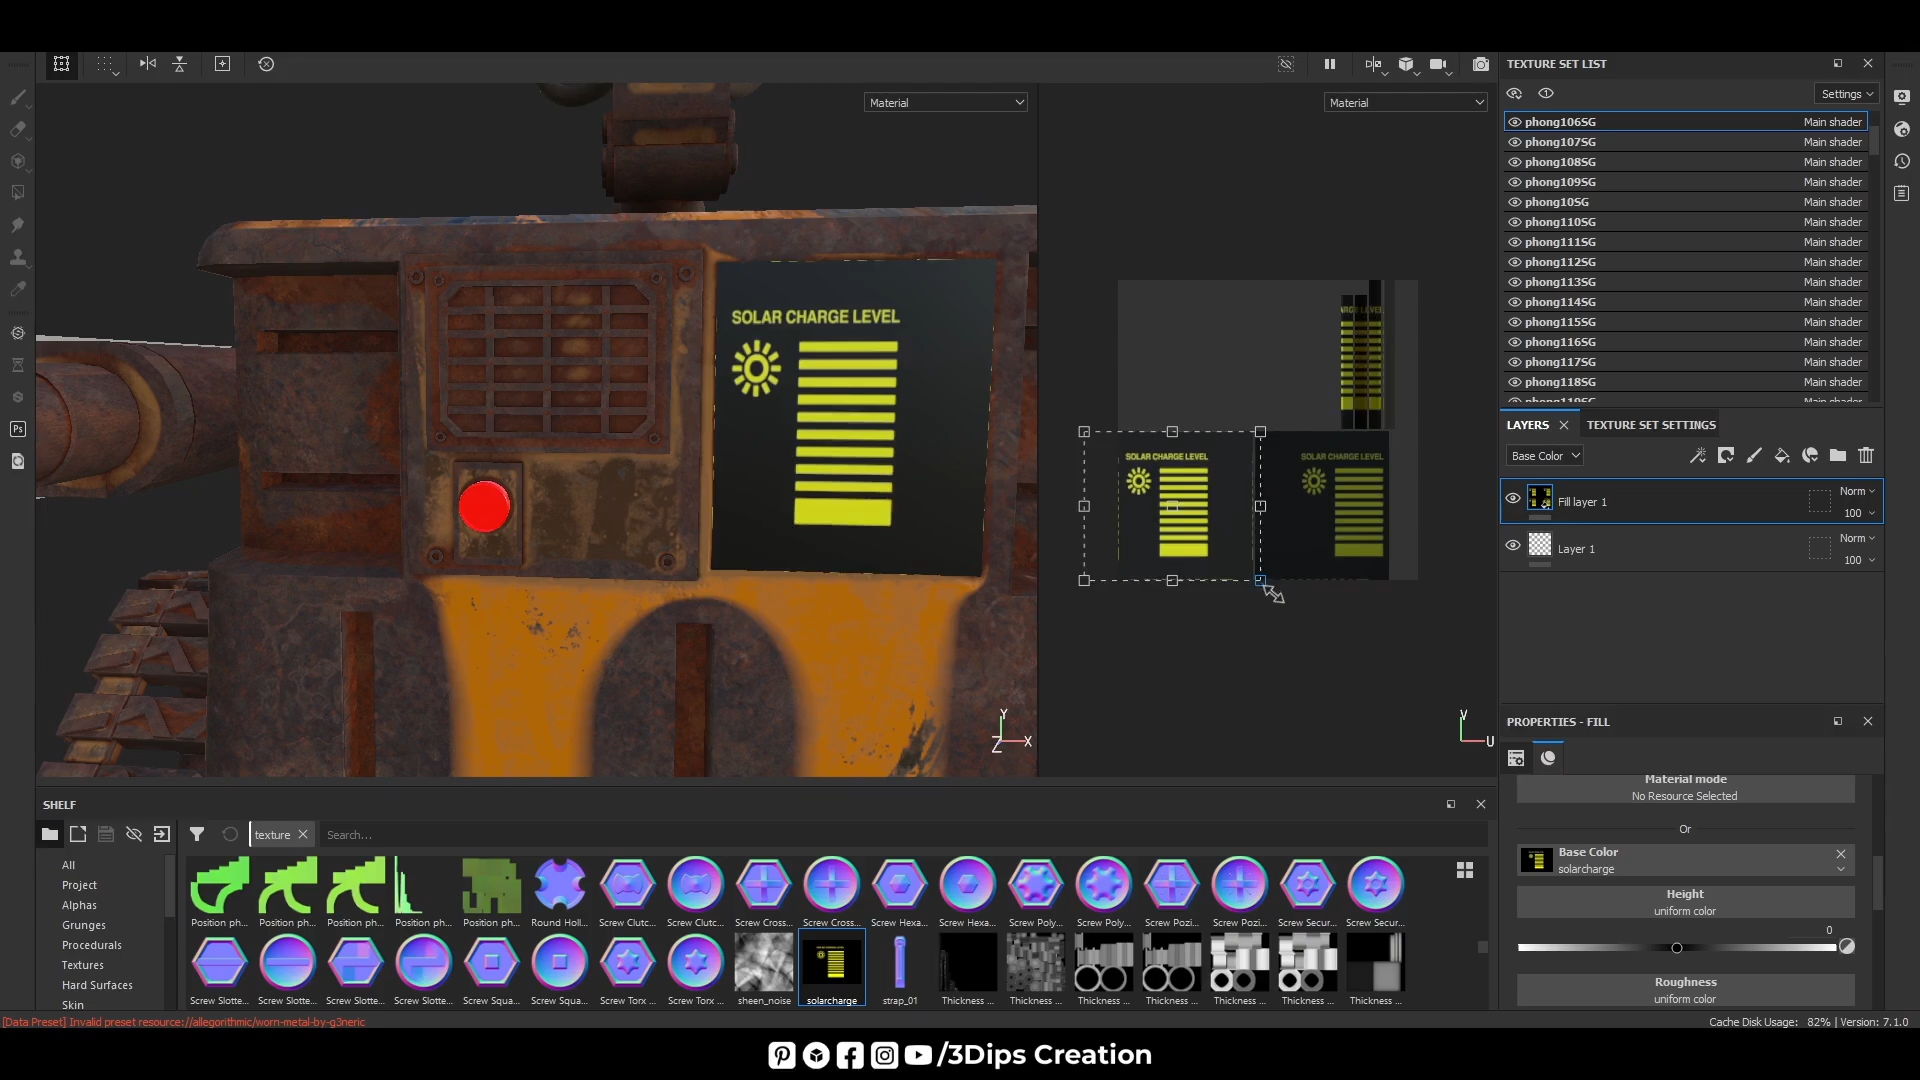 Material
Material
TEXTURE SET LIST
Settings
phong106SG Main shader
phong107SG Main shader
phong108SG Main shader
phong109SG Main shader
phong10SG Main shader
phong110SG Main shader
phong111SG Main shader
phong112SG Main shader
phong113SG Main shader
phong114SG Main shader
phong115SG Main shader
phong116SG Main shader
phong117SG Main shader
phong118SG Main shader
SOLAR CHARGE LEVEL
SOLAR CHARGE LEVEL
SOLAR CHARGE LEVEL
Y
Z X
V
U
LAYERS TEXTURE SET SETTINGS
Base Color
Fill layer 1 Norm
100
Layer 1 Norm
100
PROPERTIES - FILL
Material mode
No Resource Selected
Or
Base Color
solarcharge
Height
uniform color
0
Roughness
uniform color
Ps
SHELF
texture Search...
All
Project
Alphas
Grunges
Procedurals
Textures
Hard Surfaces
Skin
Position ph... Position ph... Position ph... Position ph... Position ph... Round Holl... Screw Clutc... Screw Clutc... Screw Cross... Screw Cross... Screw Hexa... Screw Hexa... Screw Poly... Screw Poly... Screw Pozi... Screw Pozi... Screw Secur... Screw Secur...
Screw Slotte... Screw Slotte... Screw Slotte... Screw Slotte... Screw Squa... Screw Squa... Screw Torx ... Screw Torx ... sheen_noise solarcharge strap_01 Thickness ... Thickness ... Thickness ... Thickness ... Thickness ... Thickness ... Thickness ...
[Data Preset] Invalid preset resource://allegorithmic/worn-metal-by-g3neric
Cache Disk Usage: 82% | Version: 7.1.0
/3Dips Creation